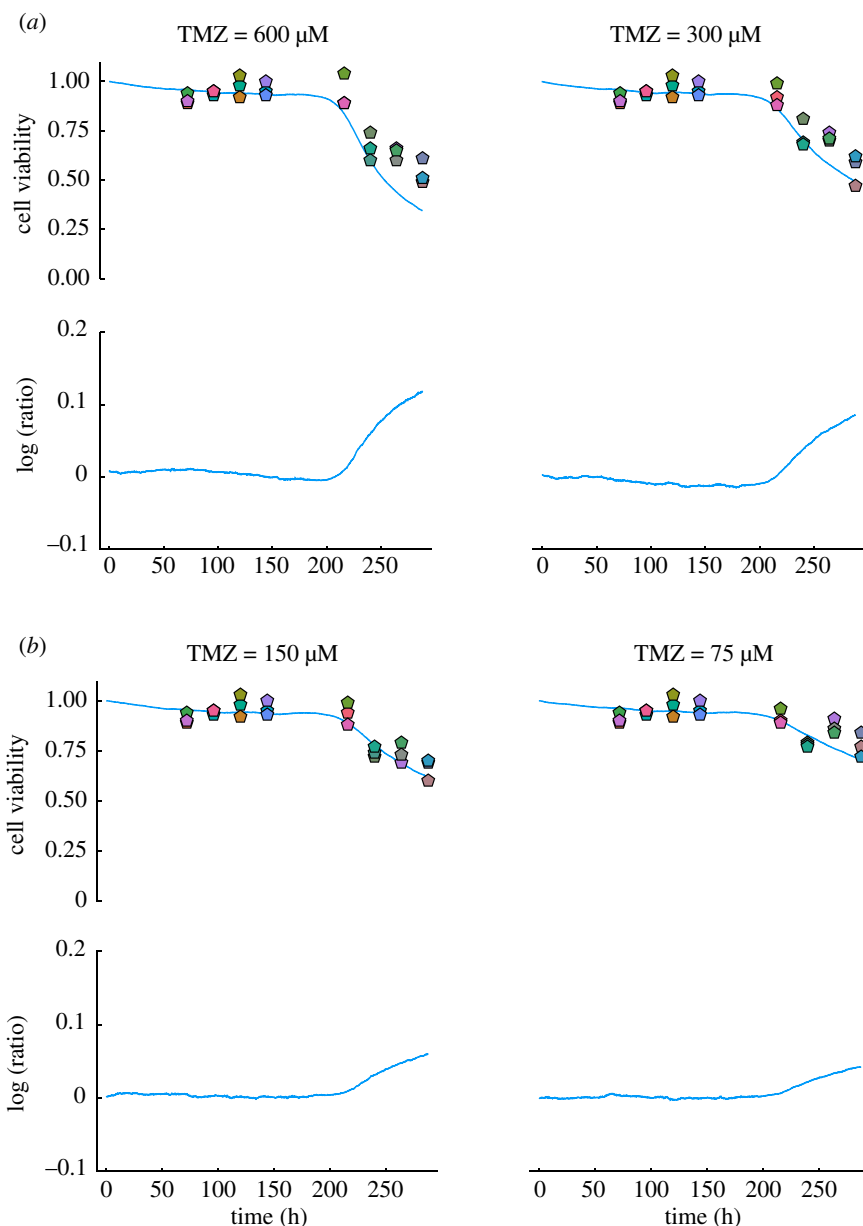 (a)
TMZ = 600 µM
TMZ = 300 µM
1.00
0.75
0.50
0.25
0.00
cell viability
0.2
0.1
0
–0.1
log (ratio)
0 50 100 150 200 250
0 50 100 150 200 250
(b)
TMZ = 150 µM
TMZ = 75 µM
1.00
0.75
0.50
0.25
0
cell viability
0.2
0.1
0
–0.1
log (ratio)
0 50 100 150 200 250
0 50 100 150 200 250
time (h)
time (h)